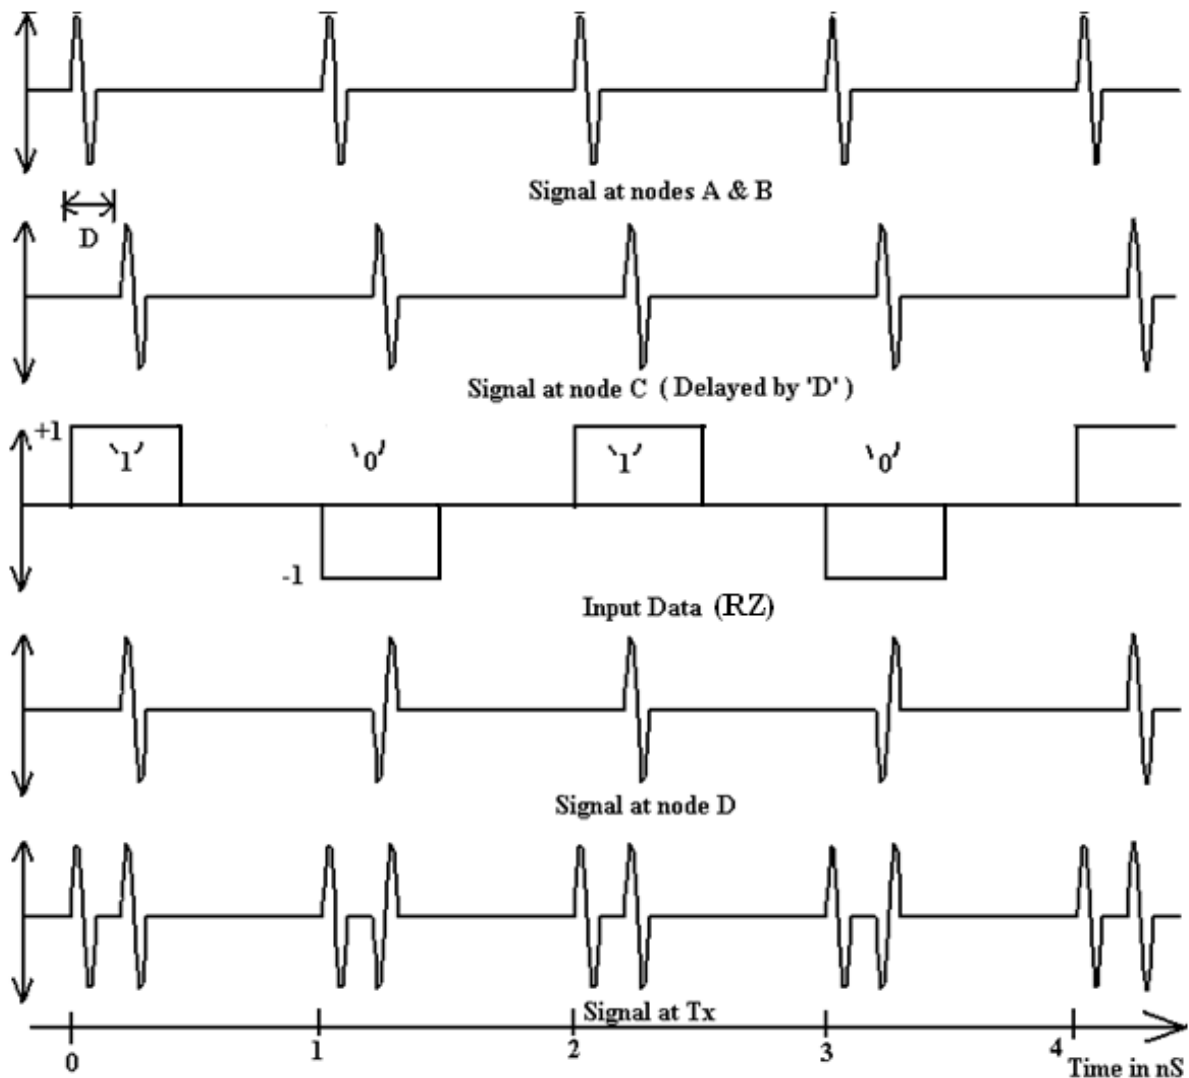 Signal at nodes A & B
D
Signal at node C ( Delayed by 'D' )
+1
'1' '0' '1' '0'
-1
Input Data (RZ)
Signal at node D
Signal at Tx
0 1 2 3 4
Time in nS